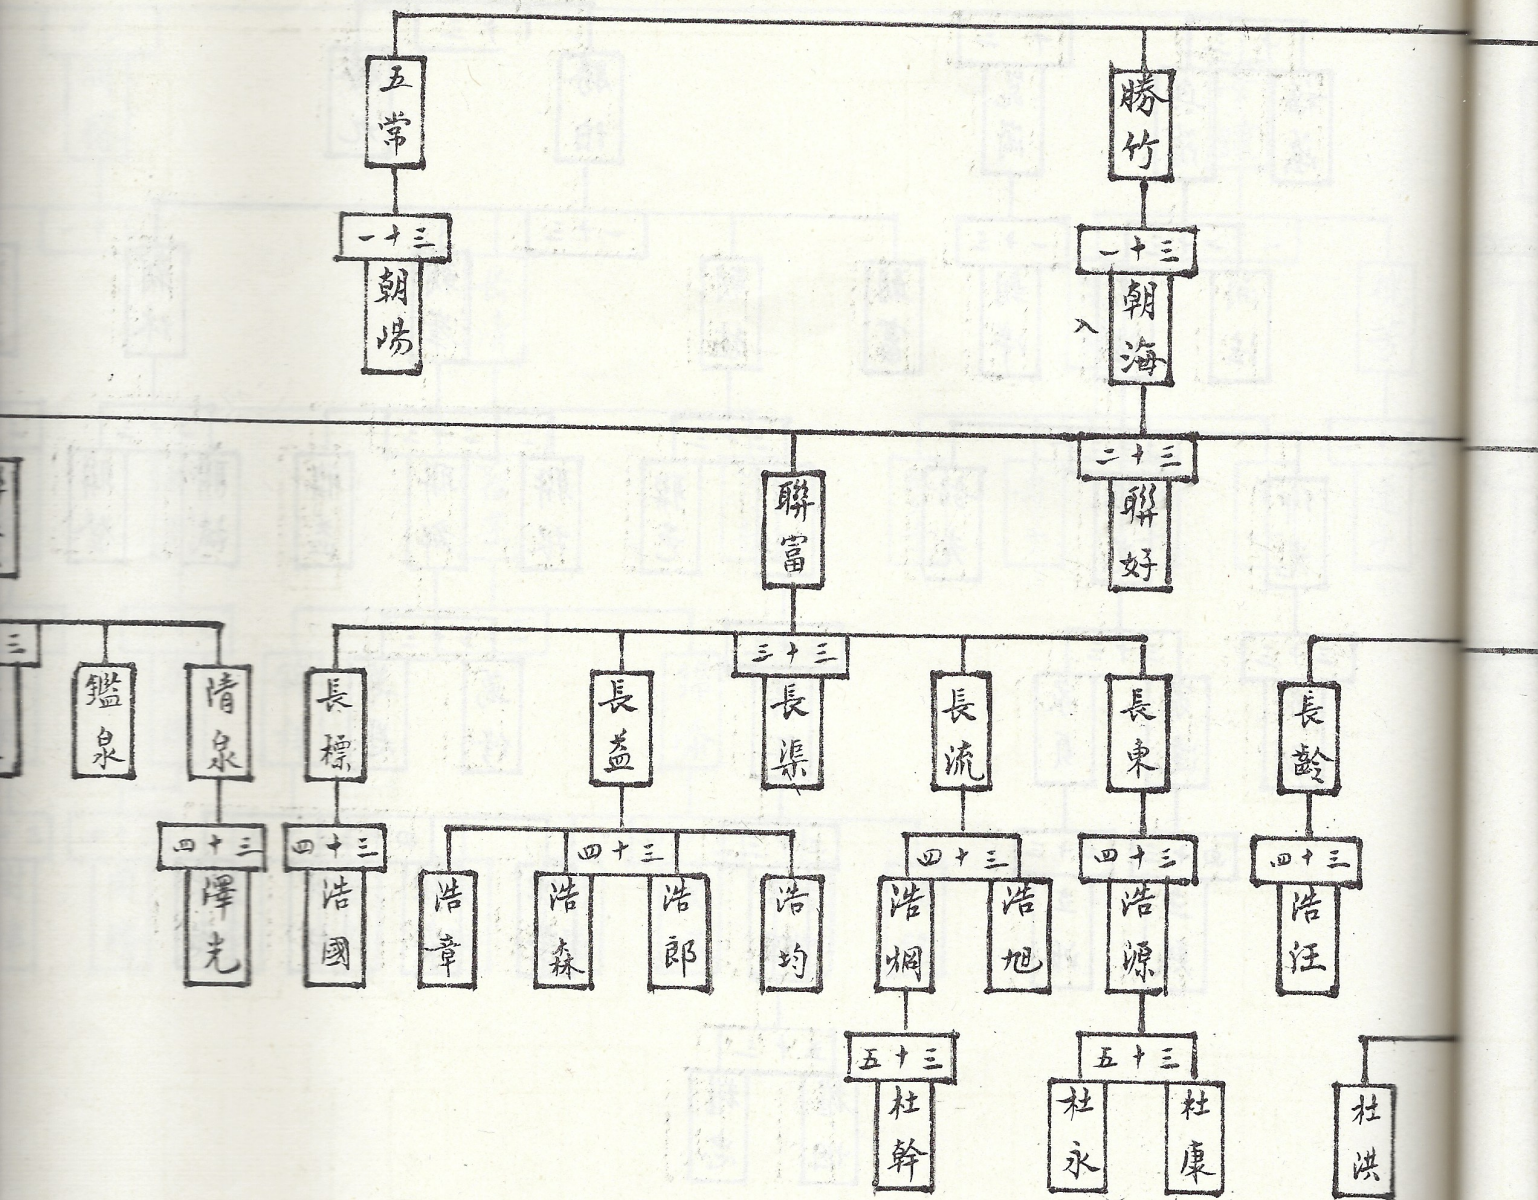 勝竹
五常
三十一
三十一
朝海
朝陽
入
三十二
聯好
聯富
三十三
長齡
長東
長流
長渠
長益
長標
隋泉
鑑泉
三
三十四
三十四
三十四
三十四
三十四
三十四
浩汪
浩源
浩旭
浩炯
浩均
浩郎
浩森
浩章
浩國
澤光
三十五
三十五
杜洪
杜康
杜永
杜幹